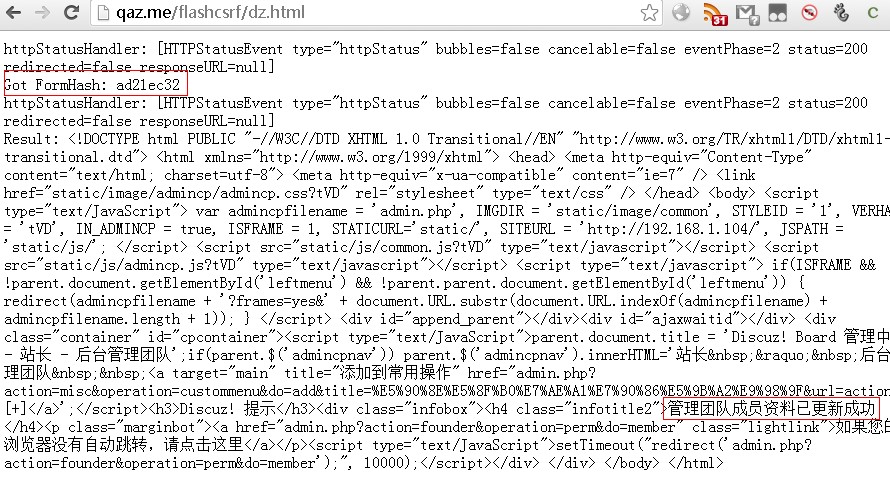 qaz.me/flashcsrf/dz.html
31
httpStatusHandler: [HTTPStatusEvent type="httpStatus" bubbles=false cancelable=false eventPhase=2 status=200
redirected=false responseURL=null]
Got FormHash: ad21ec32
httpStatusHandler: [HTTPStatusEvent type="httpStatus" bubbles=false cancelable=false eventPhase=2 status=200
redirected=false responseURL=null]
Result: <!DOCTYPE html PUBLIC "-//W3C//DTD XHTML 1.0 Transitional//EN" "http://www.w3.org/TR/xhtml1/DTD/xhtml1-
transitional.dtd"> <html xmlns="http://www.w3.org/1999/xhtml"> <head> <meta http-equiv="Content-Type"
content="text/html; charset=utf-8"> <meta http-equiv="x-ua-compatible" content="ie=7" /> <link
href="static/image/admincp/admincp.css?tVD" rel="stylesheet" type="text/css" /> </head> <body> <script
type="text/JavaScript"> var admincpfilename = 'admin.php', IMGDIR = 'static/image/common', STYLEID = '1', VERHA
= 'tVD', IN_ADMINCP = true, ISFRAME = 1, STATICURL='static/', SITEURL = 'http://192.168.1.104/', JSPATH =
'static/js/'; </script> <script src="static/js/common.js?tVD" type="text/javascript"></script> <script
src="static/js/admincp.js?tVD" type="text/javascript"></script> <script type="text/javascript"> if(ISFRAME &&
!parent.document.getElementById('leftmenu') && !parent.parent.document.getElementById('leftmenu')) {
redirect(admincpfilename + '?frames=yes&' + document.URL.substr(document.URL.indexOf(admincpfilename) +
admincpfilename.length + 1)); } </script> <div id="append_parent"></div><div id="ajaxwaitid"></div> <div
class="container" id="cpcontainer"><script type="text/JavaScript">parent.document.title = 'Discuz! Board 管理中
- 站长 - 后台管理团队';if(parent.$('admincpnav')) parent.$('admincpnav').innerHTML='站长&nbsp;&raquo;&nbsp;后台
理团队&nbsp;&nbsp;<a target="main" title="添加到常用操作" href="admin.php?
action=misc&operation=custommenu&do=add&title=%E5%90%8E%E5%8F%B0%E7%AE%A1%E7%90%86%E5%9B%A2%E9%98%9F&url=action
[+]</a>';</script><h3>Discuz! 提示</h3><div class="infobox"><h4 class="infotitle2">管理团队成员资料已更新成功
</h4><p class="marginbot"><a href="admin.php?action=founder&operation=perm&do=member" class="lightlink">如果您的
浏览器没有自动跳转，请点击这里</a></p><script type="text/JavaScript">setTimeout("redirect('admin.php?
action=founder&operation=perm&do=member');", 10000);</script></div> </div> </body> </html>